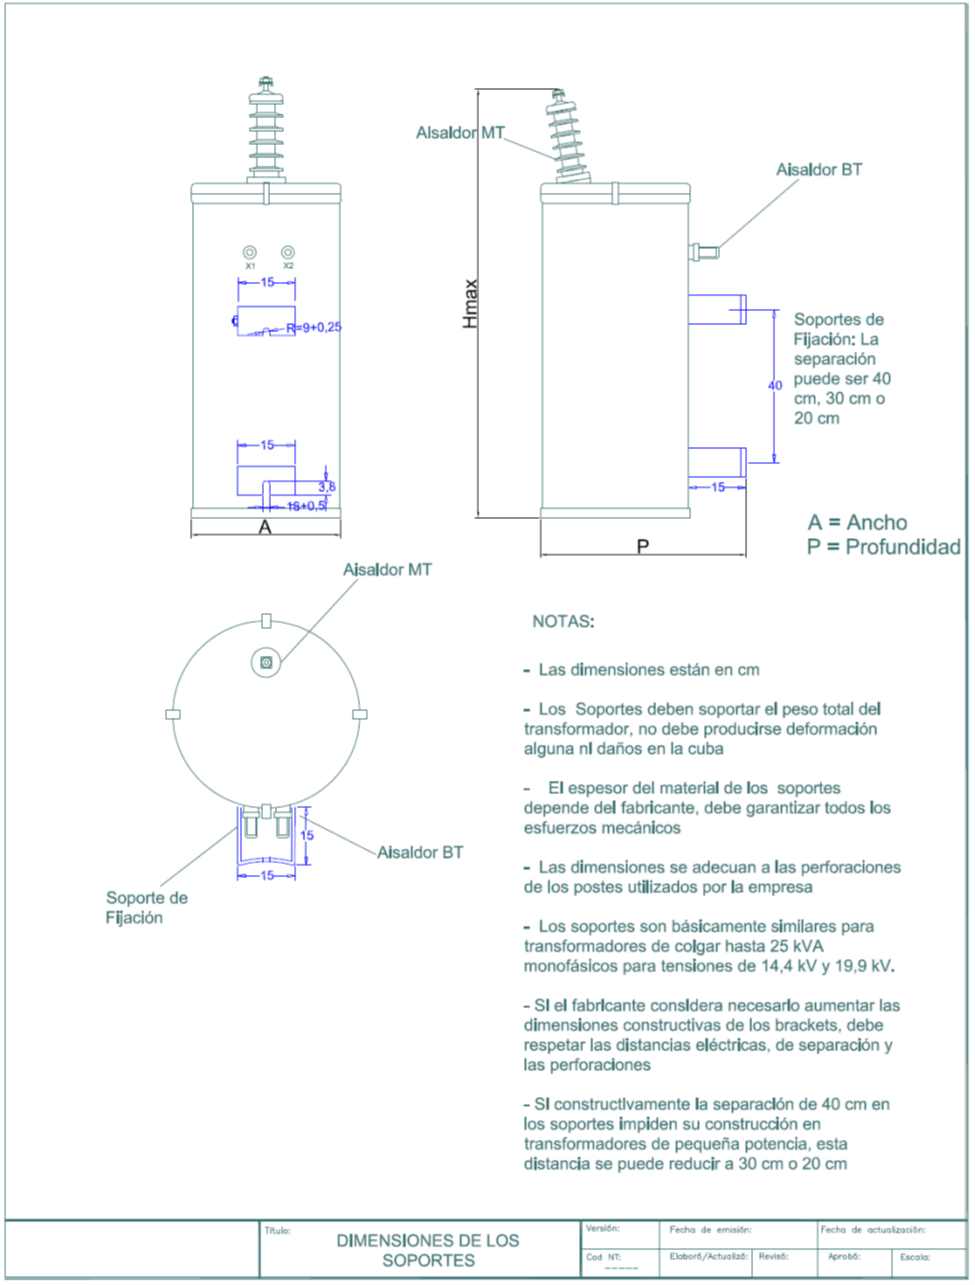 Alsaldor MT
Aisaldor BT
X1
X2
15
R=9+0,25
Hmax
Soportes de
Fijación: La
separación
puede ser 40
cm, 30 cm o
20 cm
40
15
3,8
18+0,5
15
A
P
A = Ancho
P = Profundidad
Aisaldor MT
NOTAS:
- Las dimensiones están en cm
- Los Soportes deben soportar el peso total del
transformador, no debe producirse deformación
alguna ni daños en la cuba
- El espesor del material de los soportes
depende del fabricante, debe garantizar todos los
esfuerzos mecánicos
15
Aisaldor BT
15
Soporte de
Fijación
- Las dimensiones se adecuan a las perforaciones
de los postes utilizados por la empresa
- Los soportes son básicamente similares para
transformadores de colgar hasta 25 kVA
monofásicos para tensiones de 14,4 kV y 19,9 kV.
- Si el fabricante considera necesario aumentar las
dimensiones constructivas de los brackets, debe
respetar las distancias eléctricas, de separación y
las perforaciones
- Si constructivamente la separación de 40 cm en
los soportes impiden su construcción en
transformadores de pequeña potencia, esta
distancia se puede reducir a 30 cm o 20 cm
Título:
DIMENSIONES DE LOS
SOPORTES
Versión:
Fecha de emisión:
Fecha de actualización:
Cod NT:
-----
Elaboró/Actualizó:
Revisó:
Aprobó:
Escala: